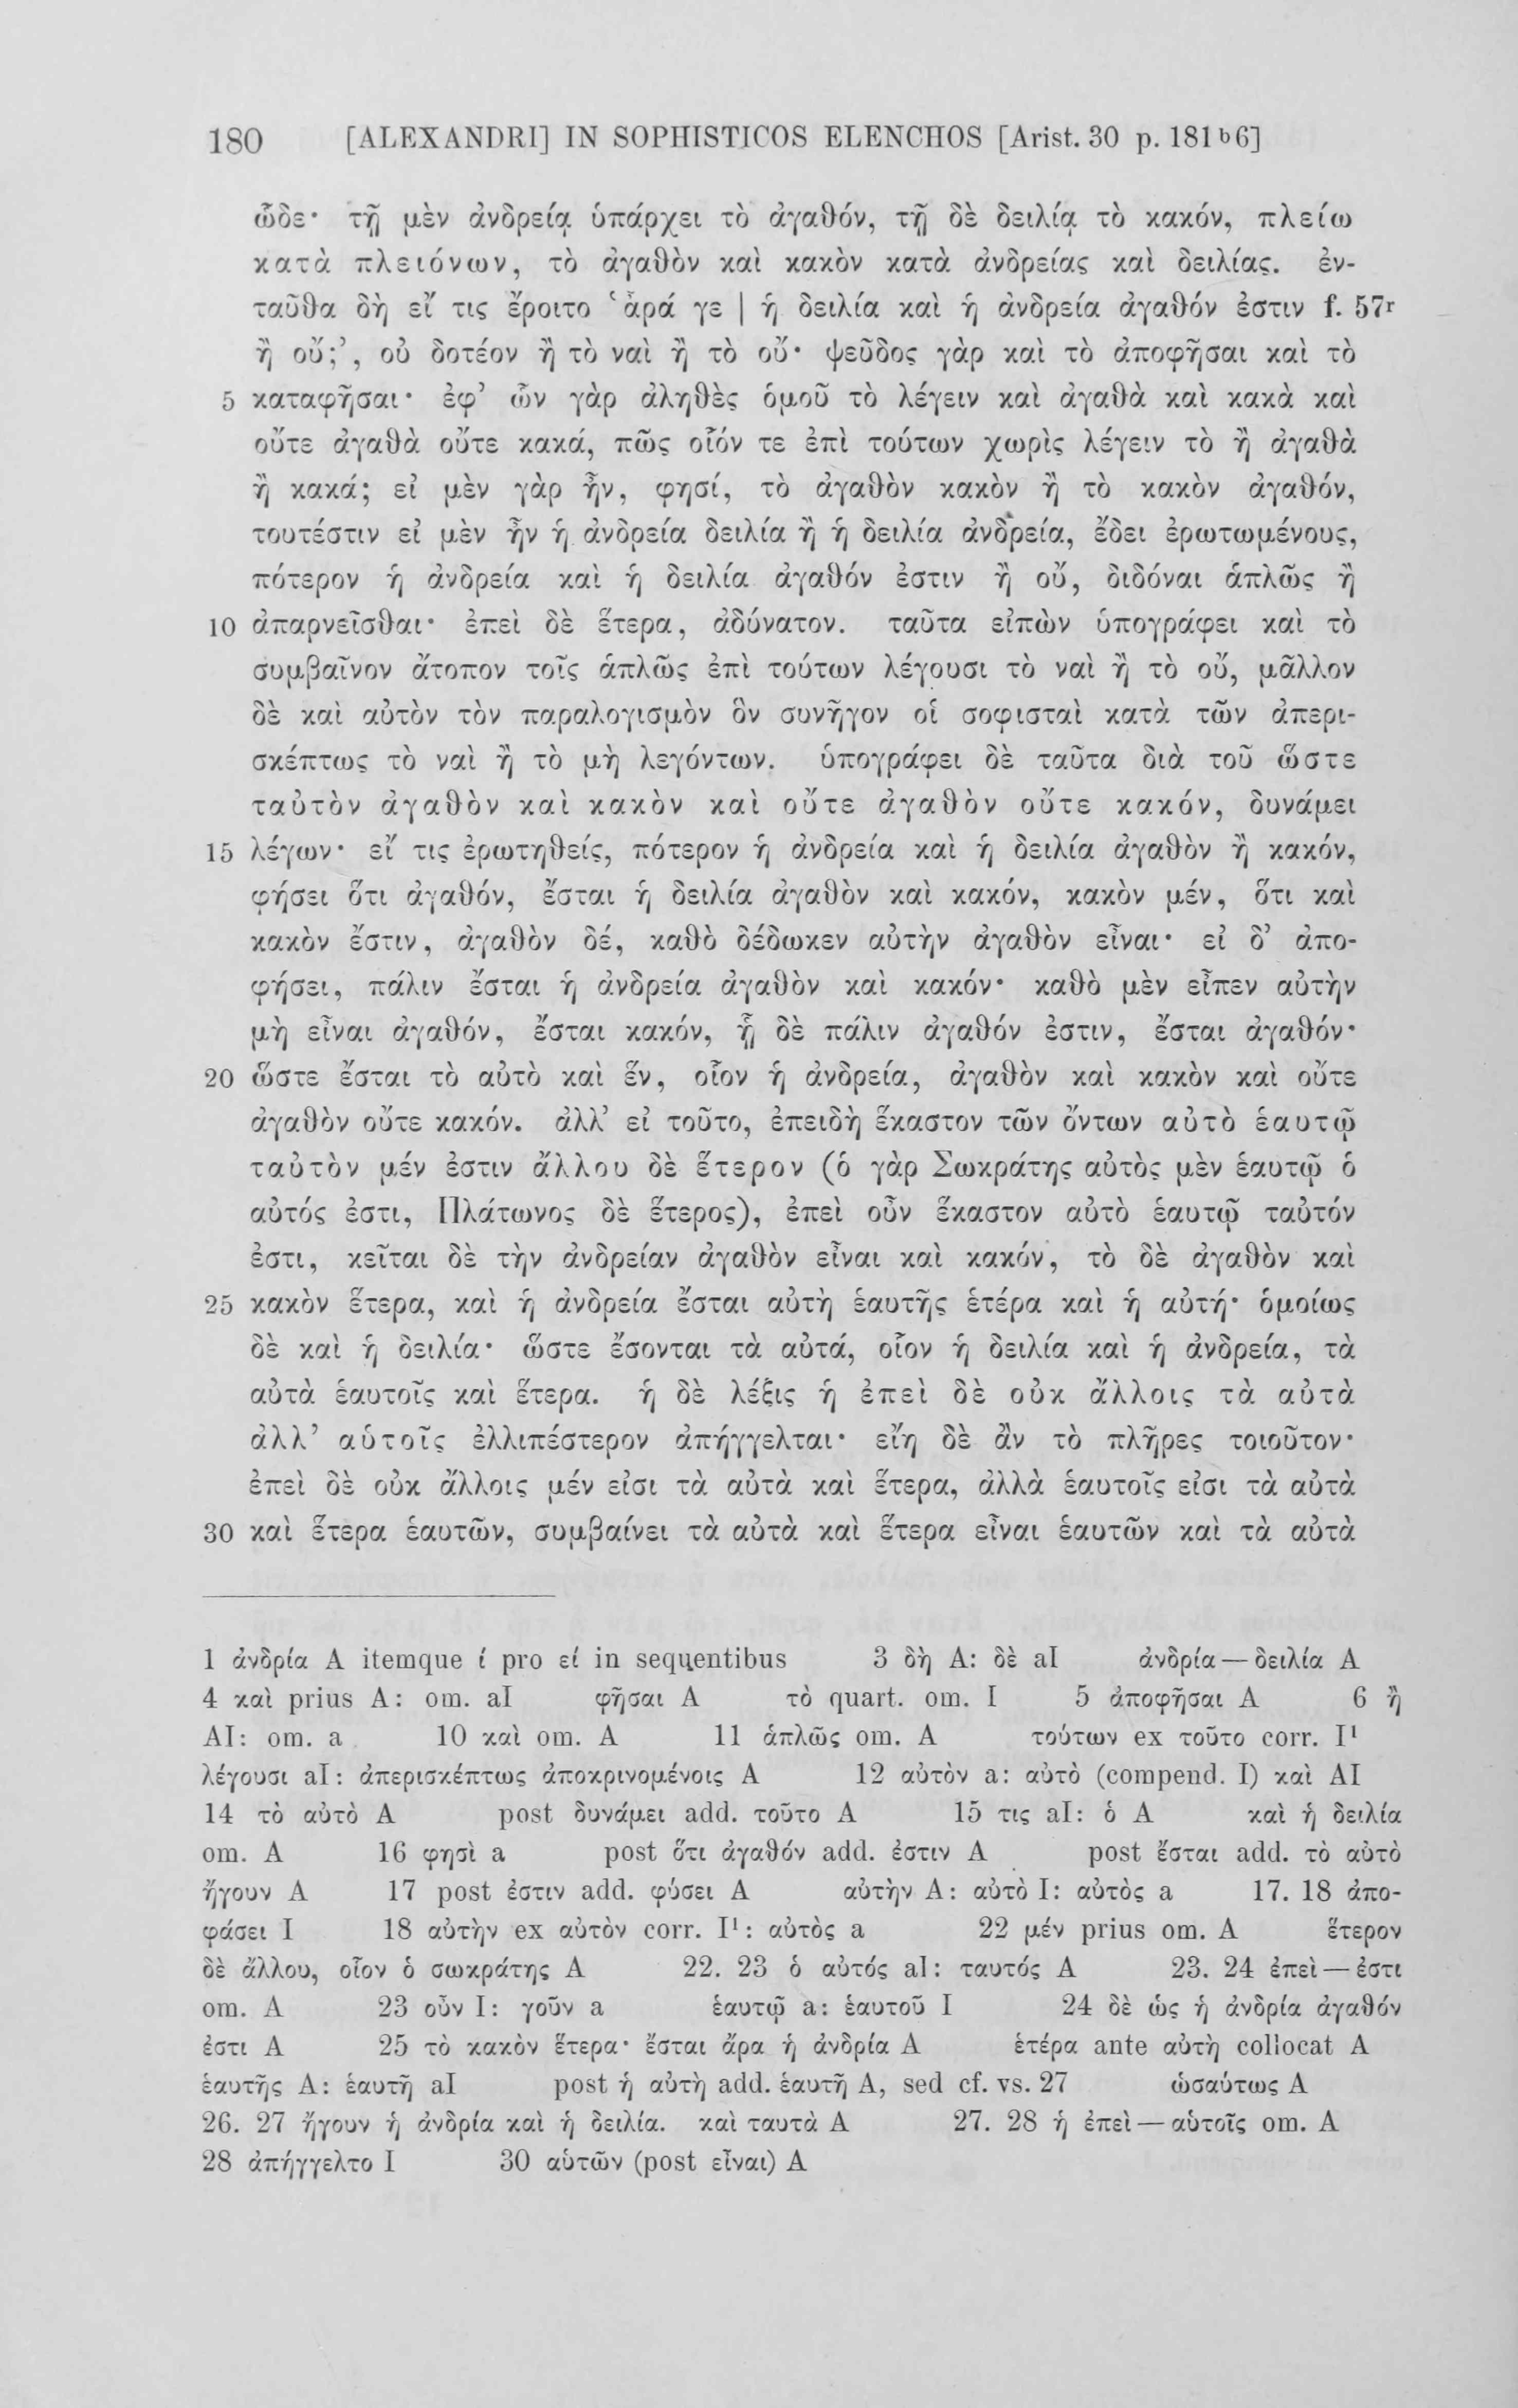 180 [ALEXANDRI] IN SOPHISTICOS ELENCHOS [Arist. 30 p. 181ᵇ6]
ὧδε· τῇ μὲν ἀνδρείᾳ ὑπάρχει τὸ ἀγαθόν, τῇ δὲ δειλίᾳ τὸ κακόν, πλείω
κατὰ πλειόνων, τὸ ἀγαθὸν καὶ κακὸν κατὰ ἀνδρείας καὶ δειλίας. ἐν-
ταῦθα δὴ εἴ τις ἔροιτο ‘ἆρά γε | ἡ δειλία καὶ ἡ ἀνδρεία ἀγαθόν ἐστιν f. 57r
ἢ οὔ;’, οὐ δοτέον ἢ τὸ ναὶ ἢ τὸ οὔ· ψεῦδος γὰρ καὶ τὸ ἀποφῆσαι καὶ τὸ
5 καταφῆσαι· ἐφ’ ὧν γὰρ ἀληθὲς ὁμοῦ τὸ λέγειν καὶ ἀγαθὰ καὶ κακὰ καὶ
οὔτε ἀγαθὰ οὔτε κακά, πῶς οἷόν τε ἐπὶ τούτων χωρὶς λέγειν τὸ ἢ ἀγαθὰ
ἢ κακά; εἰ μὲν γὰρ ἦν, φησί, τὸ ἀγαθὸν κακὸν ἢ τὸ κακὸν ἀγαθόν,
τουτέστιν εἰ μὲν ἦν ἡ ἀνδρεία δειλία ἢ ἡ δειλία ἀνδρεία, ἔδει ἐρωτωμένους,
πότερον ἡ ἀνδρεία καὶ ἡ δειλία ἀγαθόν ἐστιν ἢ οὔ, διδόναι ἁπλῶς ἢ
10 ἀπαρνεῖσθαι· ἐπεὶ δὲ ἕτερα, ἀδύνατον. ταῦτα εἰπὼν ὑπογράφει καὶ τὸ
συμβαῖνον ἄτοπον τοῖς ἁπλῶς ἐπὶ τούτων λέγουσι τὸ ναὶ ἢ τὸ οὔ, μᾶλλον
δὲ καὶ αὐτὸν τὸν παραλογισμὸν ὃν συνῆγον οἱ σοφισταὶ κατὰ τῶν ἀπερι-
σκέπτως τὸ ναὶ ἢ τὸ μὴ λεγόντων. ὑπογράφει δὲ ταῦτα διὰ τοῦ ὥστε
ταὐτὸν ἀγαθὸν καὶ κακὸν καὶ οὔτε ἀγαθὸν οὔτε κακόν, δυνάμει
15 λέγων· εἴ τις ἐρωτηθείς, πότερον ἡ ἀνδρεία καὶ ἡ δειλία ἀγαθὸν ἢ κακόν,
φήσει ὅτι ἀγαθόν, ἔσται ἡ δειλία ἀγαθὸν καὶ κακόν, κακὸν μέν, ὅτι καὶ
κακὸν ἔστιν, ἀγαθὸν δέ, καθὸ δέδωκεν αὐτὴν ἀγαθὸν εἶναι· εἰ δ’ ἀπο-
φήσει, πάλιν ἔσται ἡ ἀνδρεία ἀγαθὸν καὶ κακόν· καθὸ μὲν εἶπεν αὐτὴν
μὴ εἶναι ἀγαθόν, ἔσται κακόν, ᾗ δὲ πάλιν ἀγαθόν ἐστιν, ἔσται ἀγαθόν·
20 ὥστε ἔσται τὸ αὐτὸ καὶ ἕν, οἷον ἡ ἀνδρεία, ἀγαθὸν καὶ κακὸν καὶ οὔτε
ἀγαθὸν οὔτε κακόν. ἀλλ’ εἰ τοῦτο, ἐπειδὴ ἕκαστον τῶν ὄντων αὐτὸ ἑαυτῷ
ταὐτὸν μέν ἐστιν ἄλλου δὲ ἕτερον (ὁ γὰρ Σωκράτης αὐτὸς μὲν ἑαυτῷ ὁ
αὐτός ἐστι, Πλάτωνος δὲ ἕτερος), ἐπεὶ οὖν ἕκαστον αὐτὸ ἑαυτῷ ταὐτόν
ἐστι, κεῖται δὲ τὴν ἀνδρείαν ἀγαθὸν εἶναι καὶ κακόν, τὸ δὲ ἀγαθὸν καὶ
25 κακὸν ἕτερα, καὶ ἡ ἀνδρεία ἔσται αὐτὴ ἑαυτῆς ἑτέρα καὶ ἡ αὐτή· ὁμοίως
δὲ καὶ ἡ δειλία· ὥστε ἔσονται τὰ αὐτά, οἷον ἡ δειλία καὶ ἡ ἀνδρεία, τὰ
αὐτὰ ἑαυτοῖς καὶ ἕτερα. ἡ δὲ λέξις ἡ ἐπεὶ δὲ οὐκ ἄλλοις τὰ αὐτὰ
ἀλλ’ αὑτοῖς ἐλλιπέστερον ἀπήγγελται· εἴη δὲ ἂν τὸ πλῆρες τοιοῦτον·
ἐπεὶ δὲ οὐκ ἄλλοις μέν εἰσι τὰ αὐτὰ καὶ ἕτερα, ἀλλὰ ἑαυτοῖς εἰσι τὰ αὐτὰ
30 καὶ ἕτερα ἑαυτῶν, συμβαίνει τὰ αὐτὰ καὶ ἕτερα εἶναι ἑαυτῶν καὶ τὰ αὐτὰ
1 ἀνδρία A itemque ί pro εί in sequentibus 3 δὴ A: δὲ aI ἀνδρία — δειλία A
4 καὶ prius A: om. aI φῆσαι A τὸ quart. om. I 5 ἀποφῆσαι A 6 ἢ
AI: om. a 10 καὶ om. A 11 ἁπλῶς om. A τούτων ex τοῦτο corr. I¹
λέγουσι aI: ἀπερισκέπτως ἀποκρινομένοις A 12 αὐτὸν a: αὐτὸ (compend. I) καὶ AI
14 τὸ αὐτὸ A post δυνάμει add. τοῦτο A 15 τις aI: ὁ A καὶ ἡ δειλία
om. A 16 φησὶ a post ὅτι ἀγαθόν add. ἐστιν A post ἔσται add. τὸ αὐτὸ
ἤγουν A 17 post ἐστιν add. φύσει A αὐτὴν A: αὐτὸ I: αὐτὸς a 17. 18 ἀπο-
φάσει I 18 αὐτὴν ex αὐτὸν corr. I¹: αὐτὸς a 22 μέν prius om. A ἕτερον
δὲ ἄλλου, οἷον ὁ σωκράτης A 22. 23 ὁ αὐτός aI: ταυτός A 23. 24 ἐπεὶ — ἐστι
om. A 23 οὖν I: γοῦν a ἑαυτῷ a: ἑαυτοῦ I 24 δὲ ὡς ἡ ἀνδρία ἀγαθόν
ἐστι A 25 τὸ κακὸν ἕτερα· ἔσται ἄρα ἡ ἀνδρία A ἑτέρα ante αὐτὴ collocat A
ἑαυτῆς A: ἑαυτῇ aI post ἡ αὐτὴ add. ἑαυτῇ A, sed cf. vs. 27 ὡσαύτως A
26. 27 ἤγουν ἡ ἀνδρία καὶ ἡ δειλία. καὶ ταυτὰ A 27. 28 ἡ ἐπεὶ — αὑτοῖς om. A
28 ἀπήγγελτο I 30 αὑτῶν (post εἶναι) A